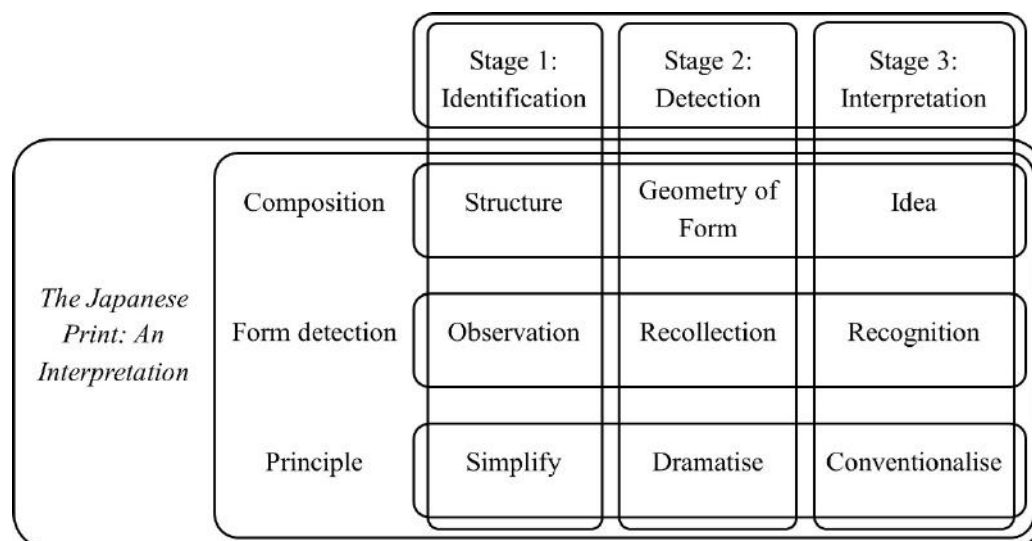 Stage 1:
Identification
Stage 2:
Detection
Stage 3:
Interpretation
The Japanese
Print: An
Interpretation
Composition
Structure
Geometry of
Form
Idea
Form detection
Observation
Recollection
Recognition
Principle
Simplify
Dramatise
Conventionalise